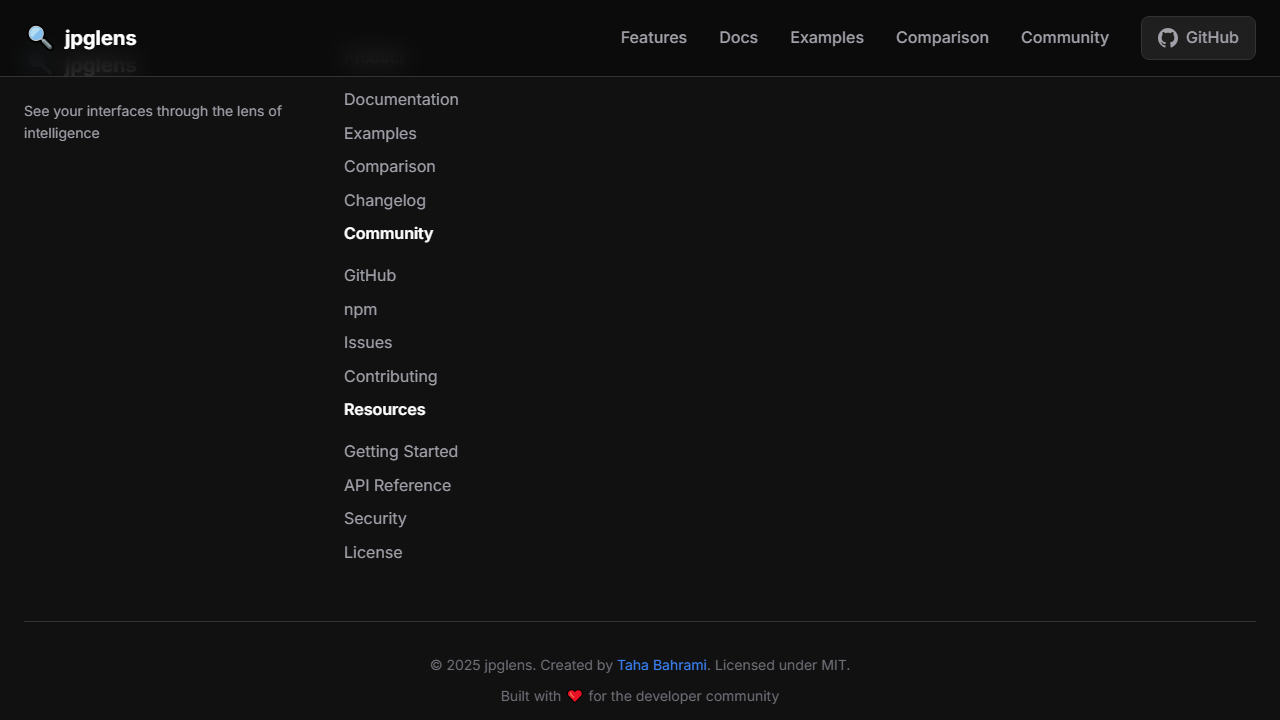 jpglens
Features
Docs
Examples
Comparison
Community
GitHub
jpglens
See your interfaces through the lens of
intelligence
Product
Documentation
Examples
Comparison
Changelog
Community
GitHub
npm
Issues
Contributing
Resources
Getting Started
API Reference
Security
License
© 2025 jpglens. Created by Taha Bahrami. Licensed under MIT.
Built with ❤️ for the developer community